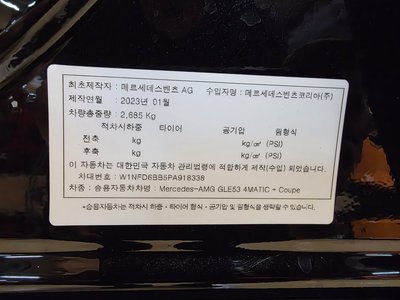 최초제작자 : 메르세데스벤츠 AG 수입자명 : 메르세데스벤츠코리아(주)
제작연월 : 2023년 01월
차량총중량 : 2,685 Kg
적차시하중 타이어 공기압 원형식
전축 kg kg/㎠ (PSI)
후축 kg kg/㎠ (PSI)
이 자동차는 대한민국 자동차 관리법령에 적합하게 제작(수입) 되었습니다.
차대번호 : W1NFD6BB5PA918338
차종 : 승용자동차차명 : Mercedes-AMG GLE53 4MATIC + Coupe
*승용자동차는 적차시 하중·타이어 형식·공기압 및 원형식을 생략할 수 있습니다.